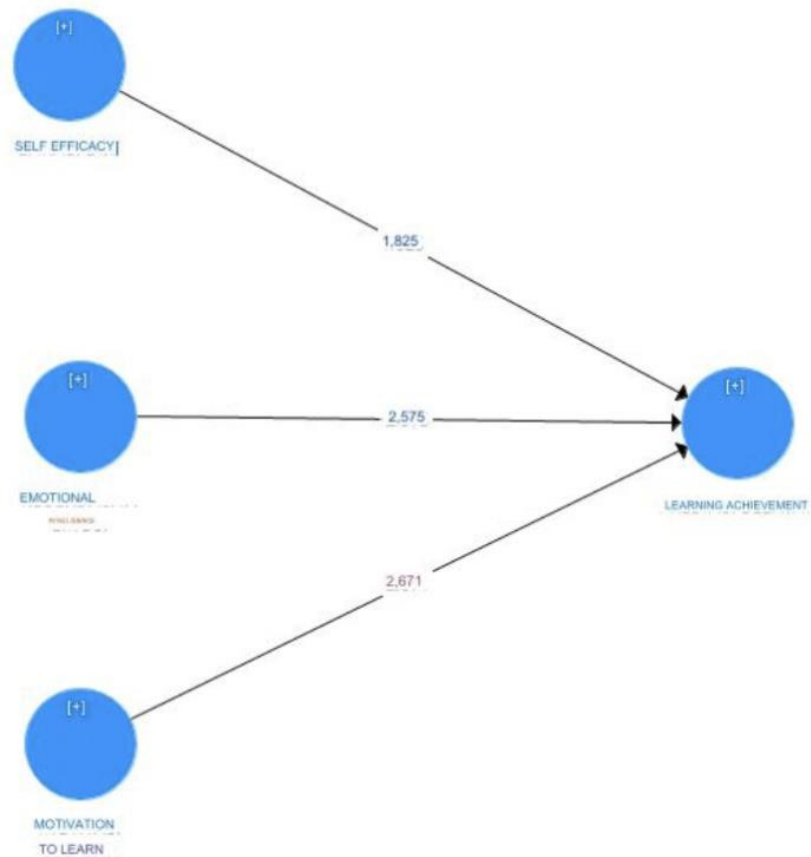 [+]
SELF EFFICACY
1,825
[+]
EMOTIONAL
2,575
[+]
LEARNING ACHIEVEMENT
2,671
[+]
MOTIVATION
TO LEARN